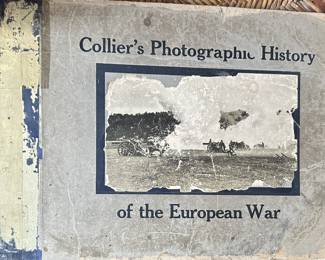 Collier's Photographic History
of the European War